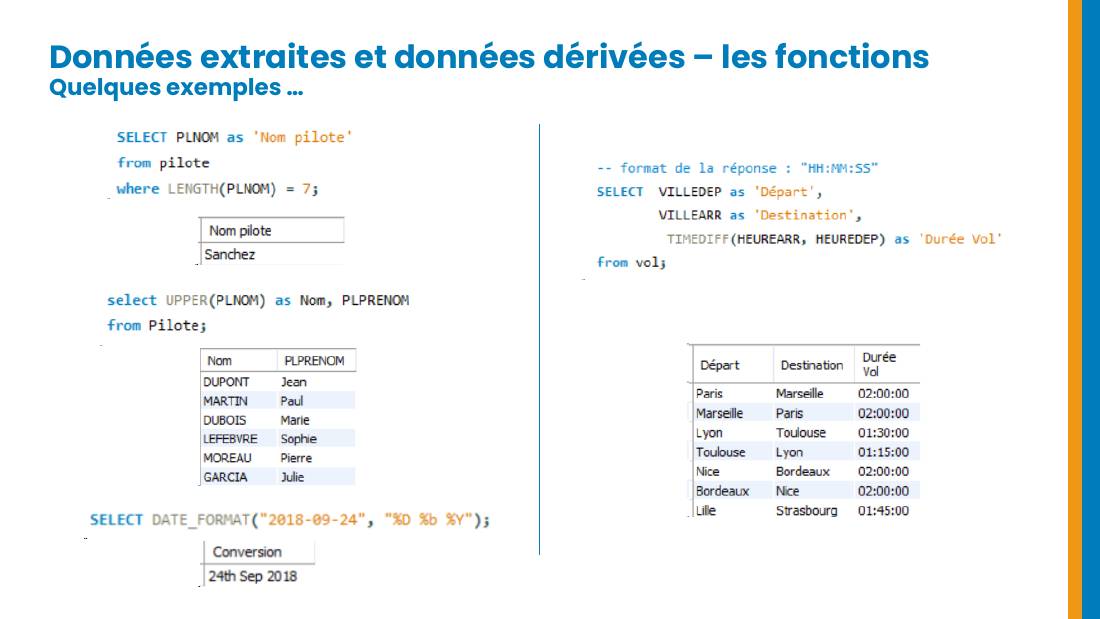 Données extraites et données dérivées – les fonctions
Quelques exemples …
SELECT PLNOM as 'Nom pilote'
from pilote
where LENGTH(PLNOM) = 7;
Nom pilote
Sanchez
select UPPER(PLNOM) as Nom, PLPRENOM
from Pilote;
Nom PLPRENOM
DUPONT Jean
MARTIN Paul
DUBOIS Marie
LEFEBVRE Sophie
MOREAU Pierre
GARCIA Julie
SELECT DATE_FORMAT("2018-09-24", "%D %b %Y");
Conversion
24th Sep 2018
-- format de la réponse : "HH:MM:SS"
SELECT VILLEDEP as 'Départ',
VILLEARR as 'Destination',
TIMEDIFF(HEUREARR, HEUREDEP) as 'Durée Vol'
from vol;
Départ Destination Durée
Vol
Paris Marseille 02:00:00
Marseille Paris 02:00:00
Lyon Toulouse 01:30:00
Toulouse Lyon 01:15:00
Nice Bordeaux 02:00:00
Bordeaux Nice 02:00:00
Lille Strasbourg 01:45:00